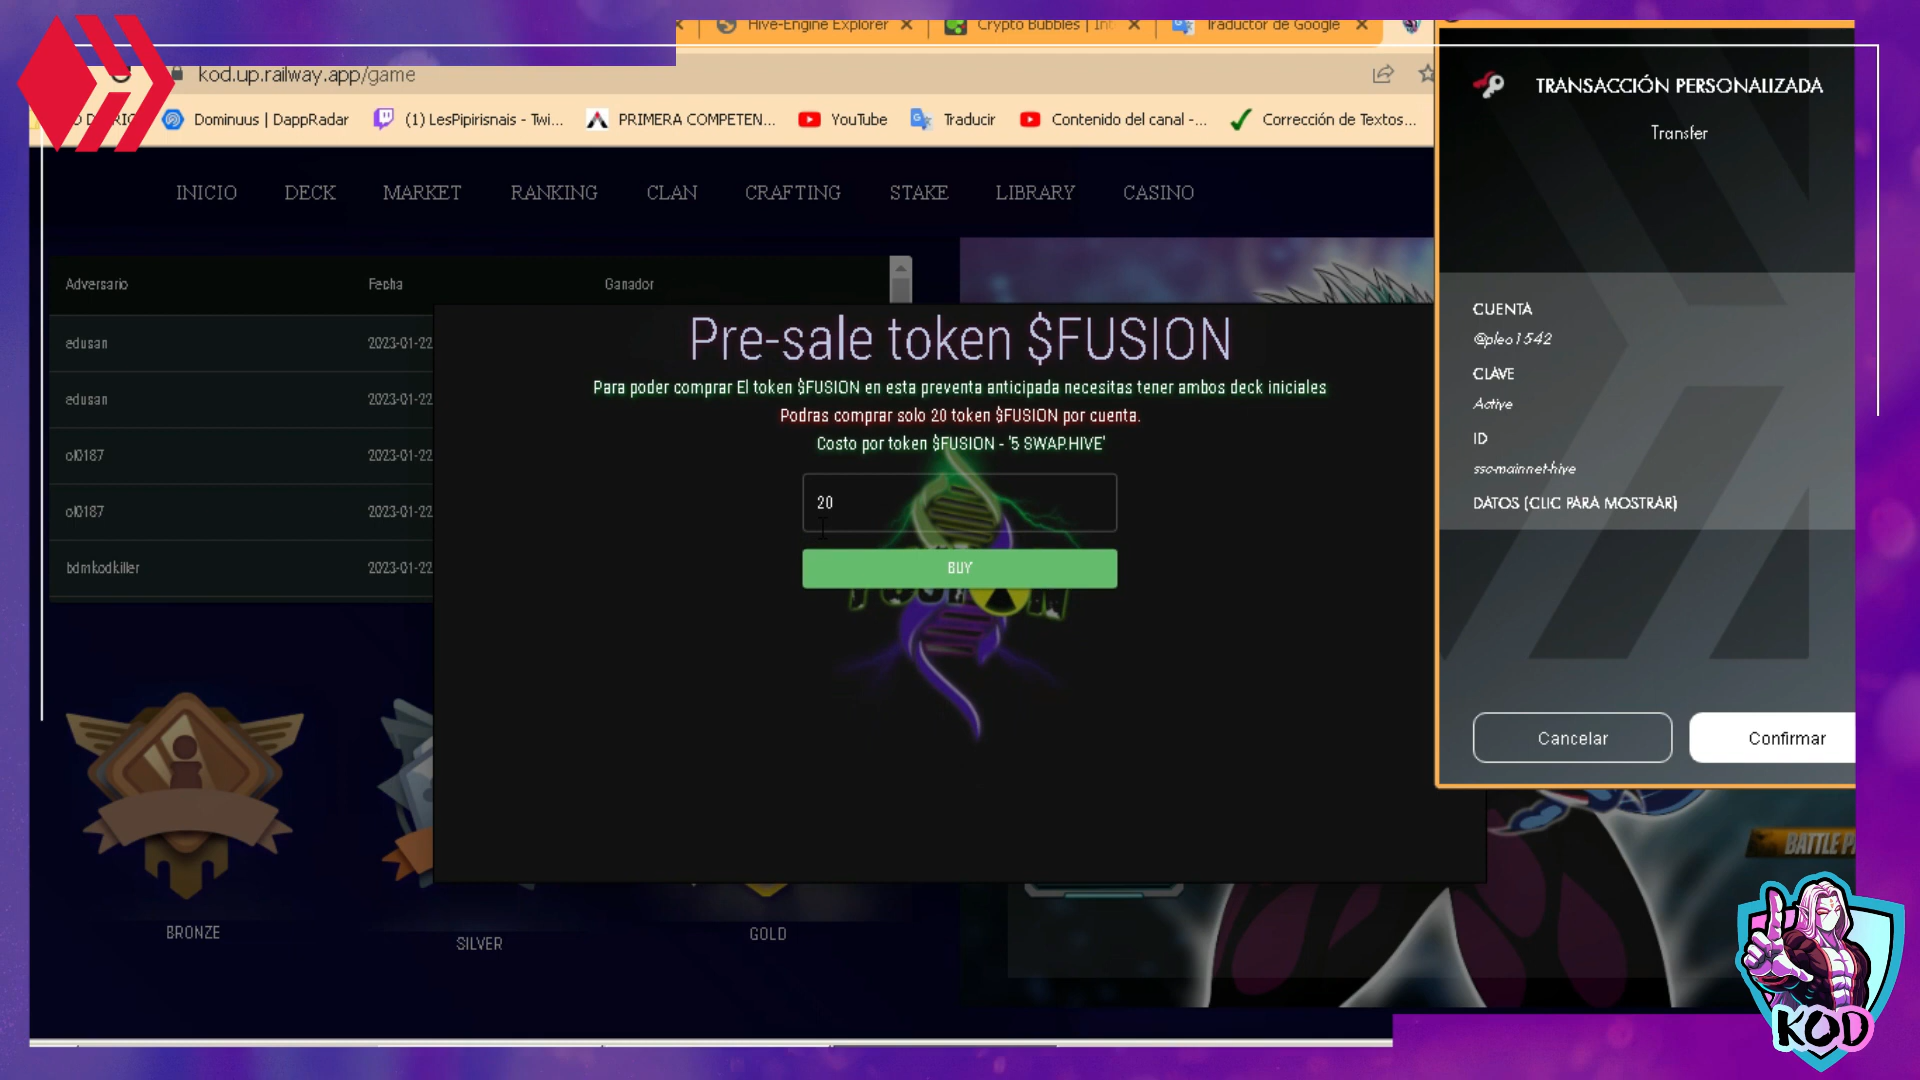 Hive-Engine Explorer
Crypto Bubbles | Int
Traductor de Google
kod.up.railway.app/game
Dominuus | DappRadar
(1) LesPipirisnais - Twi...
PRIMERA COMPETEN...
YouTube
Traducir
Contenido del canal -...
Corrección de Textos...
INICIO
DECK
MARKET
RANKING
CLAN
CRAFTING
STAKE
LIBRARY
CASINO
Adversario
Fecha
Ganador
edusan
2023-01-22
edusan
2023-01-22
ol0187
2023-01-22
ol0187
2023-01-22
bdmkodkiller
2023-01-22
Pre-sale token $FUSION
Para poder comprar El token $FUSION en esta preventa anticipada necesitas tener ambos deck iniciales
Podras comprar solo 20 token $FUSION por cuenta.
Costo por token $FUSION - '5 SWAP.HIVE'
20
BUY
BRONZE
SILVER
GOLD
TRANSACCIÓN PERSONALIZADA
Transfer
CUENTA
@pleo1542
CLAVE
Active
ID
ssc-mainnet-hive
DATOS (CLIC PARA MOSTRAR)
Cancelar
Confirmar
BATTLE P
KOD